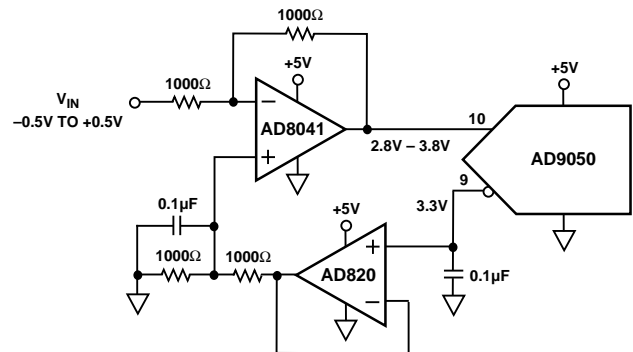 1000Ω
+5V
+5V
1000Ω
VIN
–0.5V TO +0.5V
–
AD8041
+
10
2.8V – 3.8V
AD9050
9
3.3V
0.1µF
+5V
1000Ω
1000Ω
+
AD820
–
0.1µF